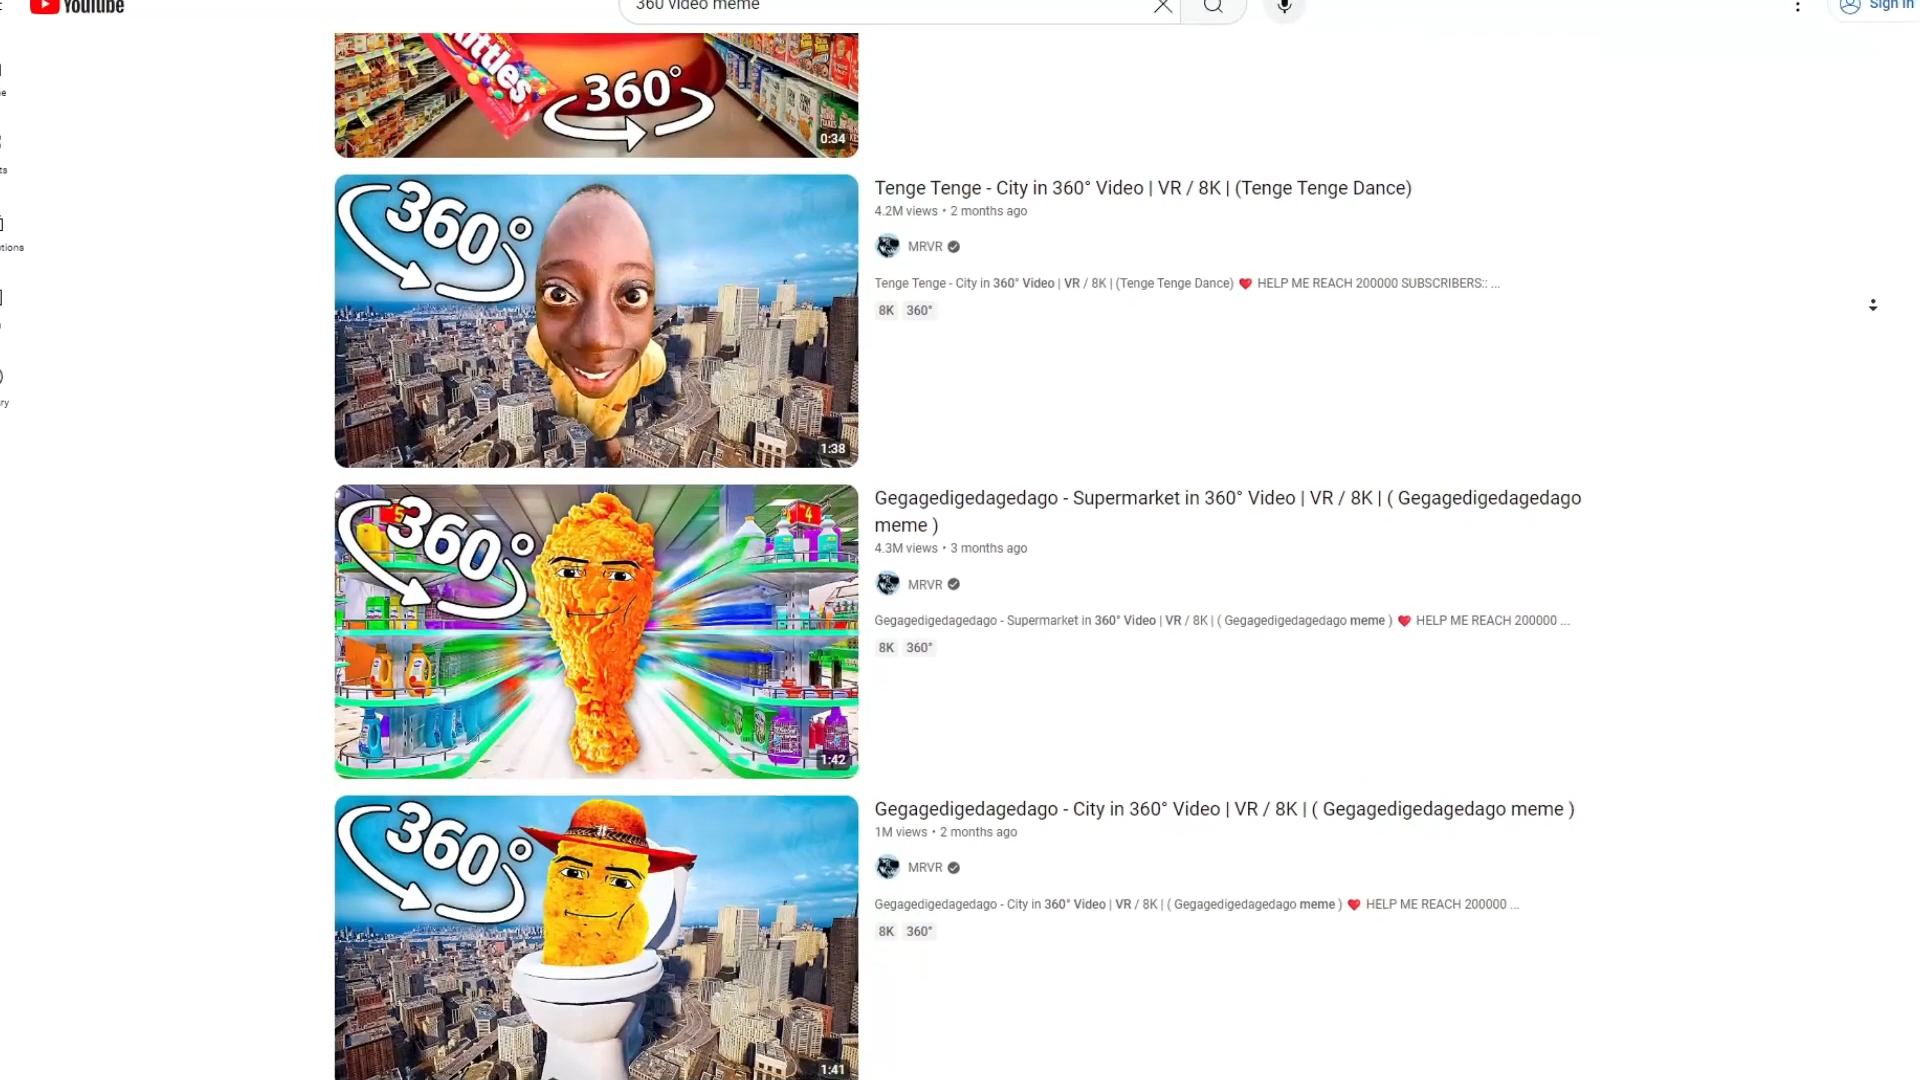 YouTube
360 video meme
Sign in
kittles
360°
0:34
360°
1:38
Tenge Tenge - City in 360° Video | VR / 8K | (Tenge Tenge Dance)
4.2M views • 2 months ago
MRVR
Tenge Tenge - City in 360° Video | VR / 8K | (Tenge Tenge Dance) ❤️ HELP ME REACH 200000 SUBSCRIBERS:: ...
8K 360°
5
4
360°
1:42
Gegagedigedagedago - Supermarket in 360° Video | VR / 8K | ( Gegagedigedagedago
meme )
4.3M views • 3 months ago
MRVR
Gegagedigedagedago - Supermarket in 360° Video | VR / 8K | ( Gegagedigedagedago meme ) ❤️ HELP ME REACH 200000 ...
8K 360°
360°
1:41
Gegagedigedagedago - City in 360° Video | VR / 8K | ( Gegagedigedagedago meme )
1M views • 2 months ago
MRVR
Gegagedigedagedago - City in 360° Video | VR / 8K | ( Gegagedigedagedago meme ) ❤️ HELP ME REACH 200000 ...
8K 360°